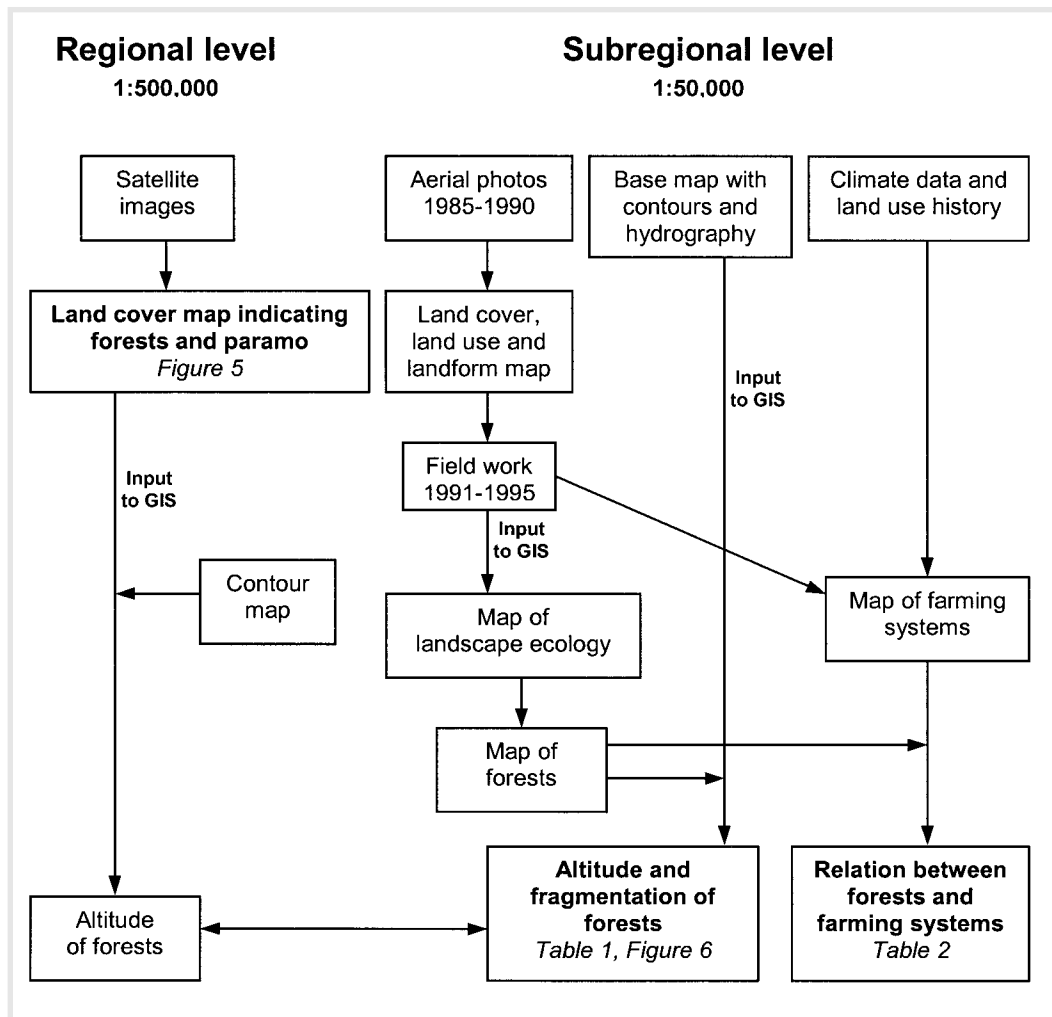 Regional level
1:500,000
Subregional level
1:50,000
Satellite
images
Aerial photos
1985-1990
Base map with
contours and
hydrography
Climate data and
land use history
Land cover map indicating
forests and paramo
Figure 5
Land cover,
land use and
landform map
Input
to GIS
Field work
1991-1995
Input
to GIS
Input
to GIS
Contour
map
Map of
landscape ecology
Map of farming
systems
Map of
forests
Altitude
of forests
Altitude and
fragmentation of
forests
Table 1, Figure 6
Relation between
forests and
farming systems
Table 2